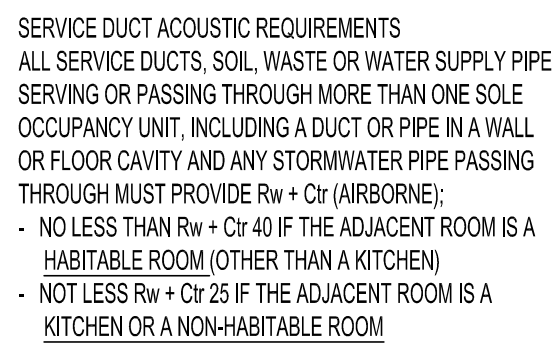 SERVICE DUCT ACOUSTIC REQUIREMENTS
ALL SERVICE DUCTS, SOIL, WASTE OR WATER SUPPLY PIPE
SERVING OR PASSING THROUGH MORE THAN ONE SOLE
OCCUPANCY UNIT, INCLUDING A DUCT OR PIPE IN A WALL
OR FLOOR CAVITY AND ANY STORMWATER PIPE PASSING
THROUGH MUST PROVIDE Rw + Ctr (AIRBORNE);
- NO LESS THAN Rw + Ctr 40 IF THE ADJACENT ROOM IS A
HABITABLE ROOM (OTHER THAN A KITCHEN)
- NOT LESS Rw + Ctr 25 IF THE ADJACENT ROOM IS A
KITCHEN OR A NON-HABITABLE ROOM